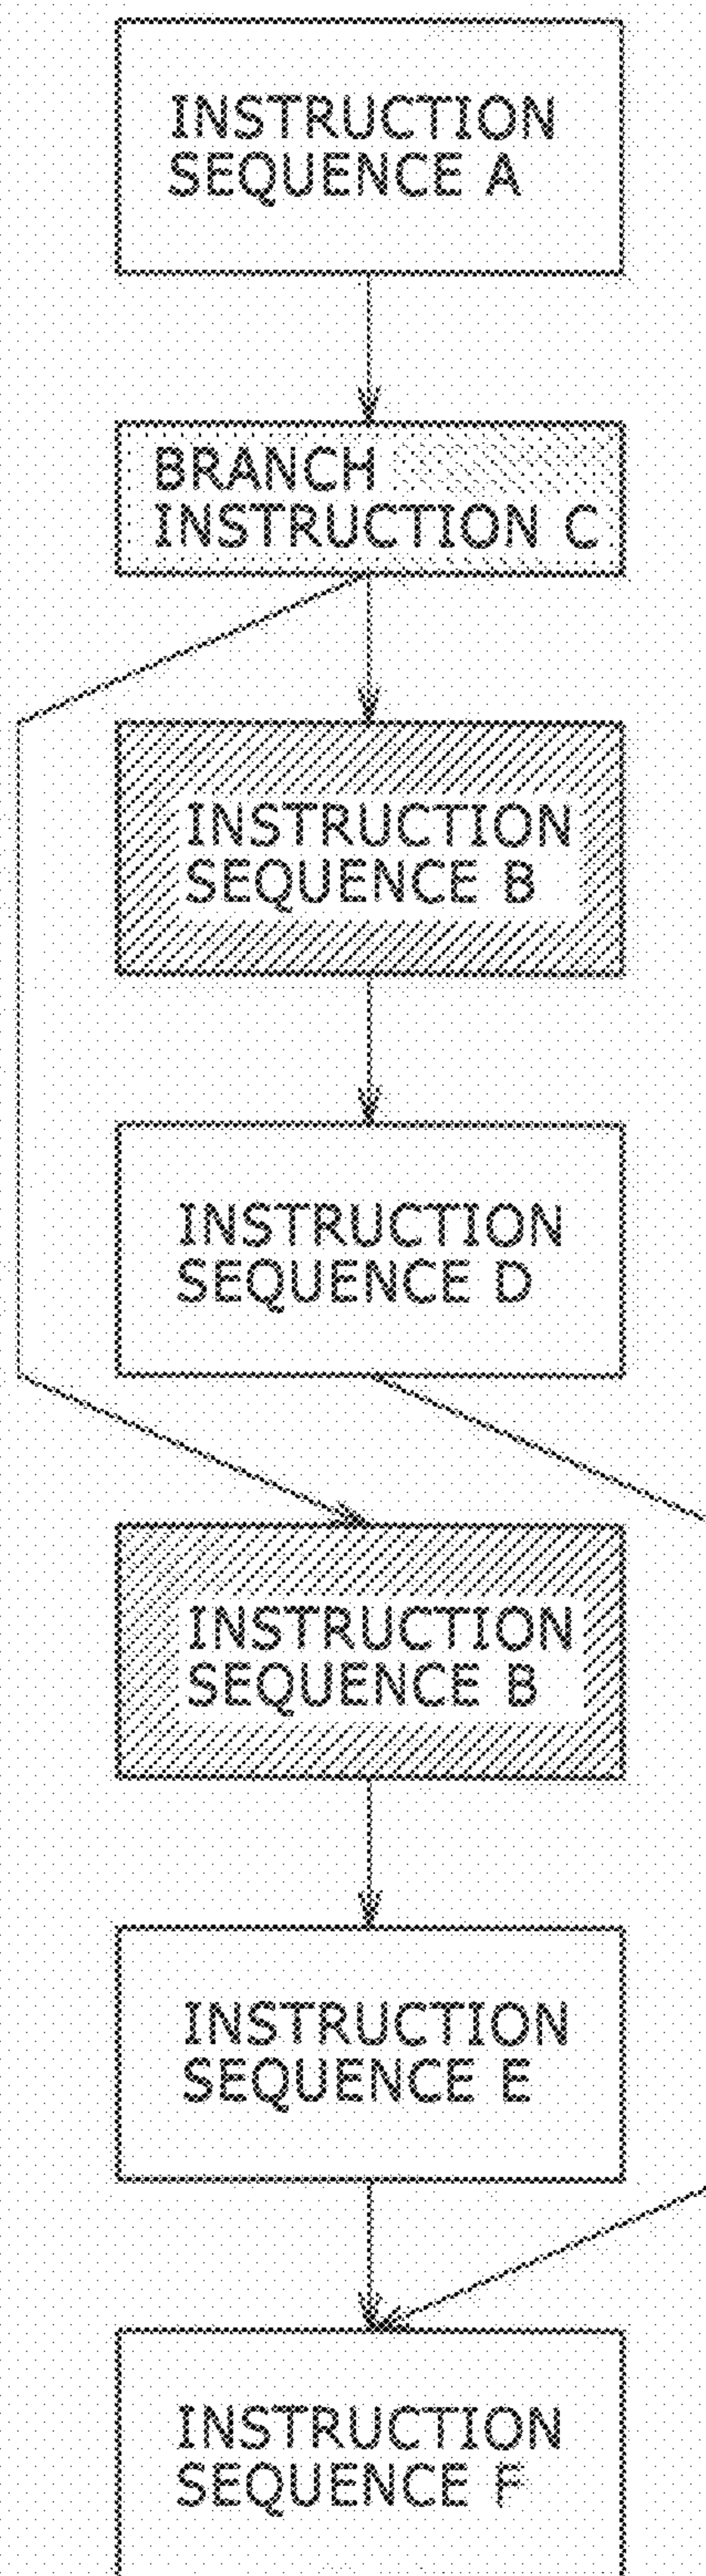 INSTRUCTION
SEQUENCE A
BRANCH
INSTRUCTION C
INSTRUCTION
SEQUENCE B
INSTRUCTION
SEQUENCE D
INSTRUCTION
SEQUENCE B
INSTRUCTION
SEQUENCE E
INSTRUCTION
SEQUENCE F